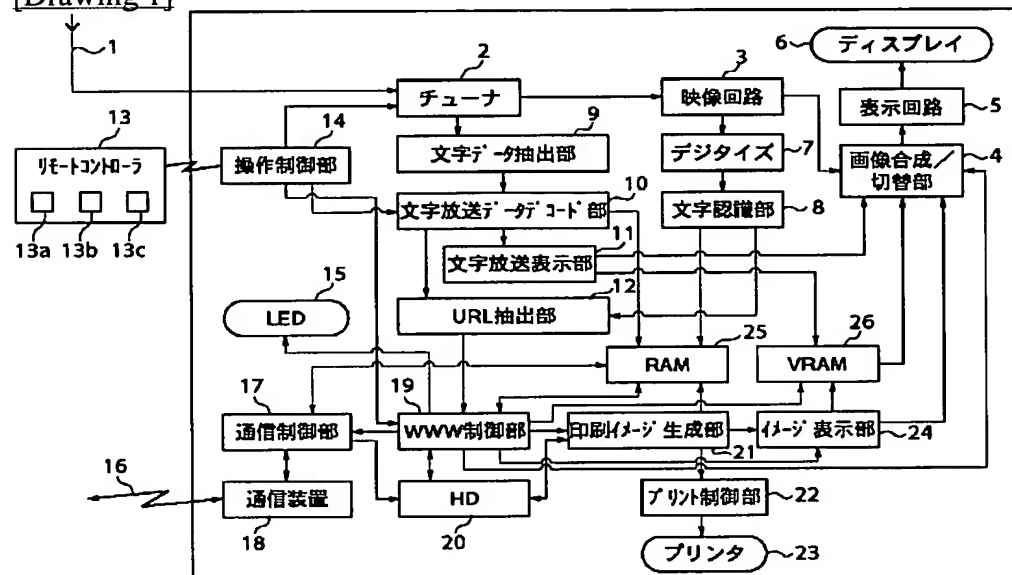 [Drawing 1]
1
2
チューナ
3
映像回路
6
ディスプレイ
表示回路
5
13
リモートコントローラ
13a
13b
13c
14
操作制御部
9
文字データ抽出部
デジタイズ
7
画像合成／
切替部
4
文字放送データデコード部
10
文字認識部
8
文字放送表示部
11
15
LED
12
URL抽出部
25
RAM
26
VRAM
17
通信制御部
19
WWW制御部
印刷イメージ生成部
21
イメージ表示部
24
16
通信装置
18
HD
20
プリント制御部
22
プリンタ
23